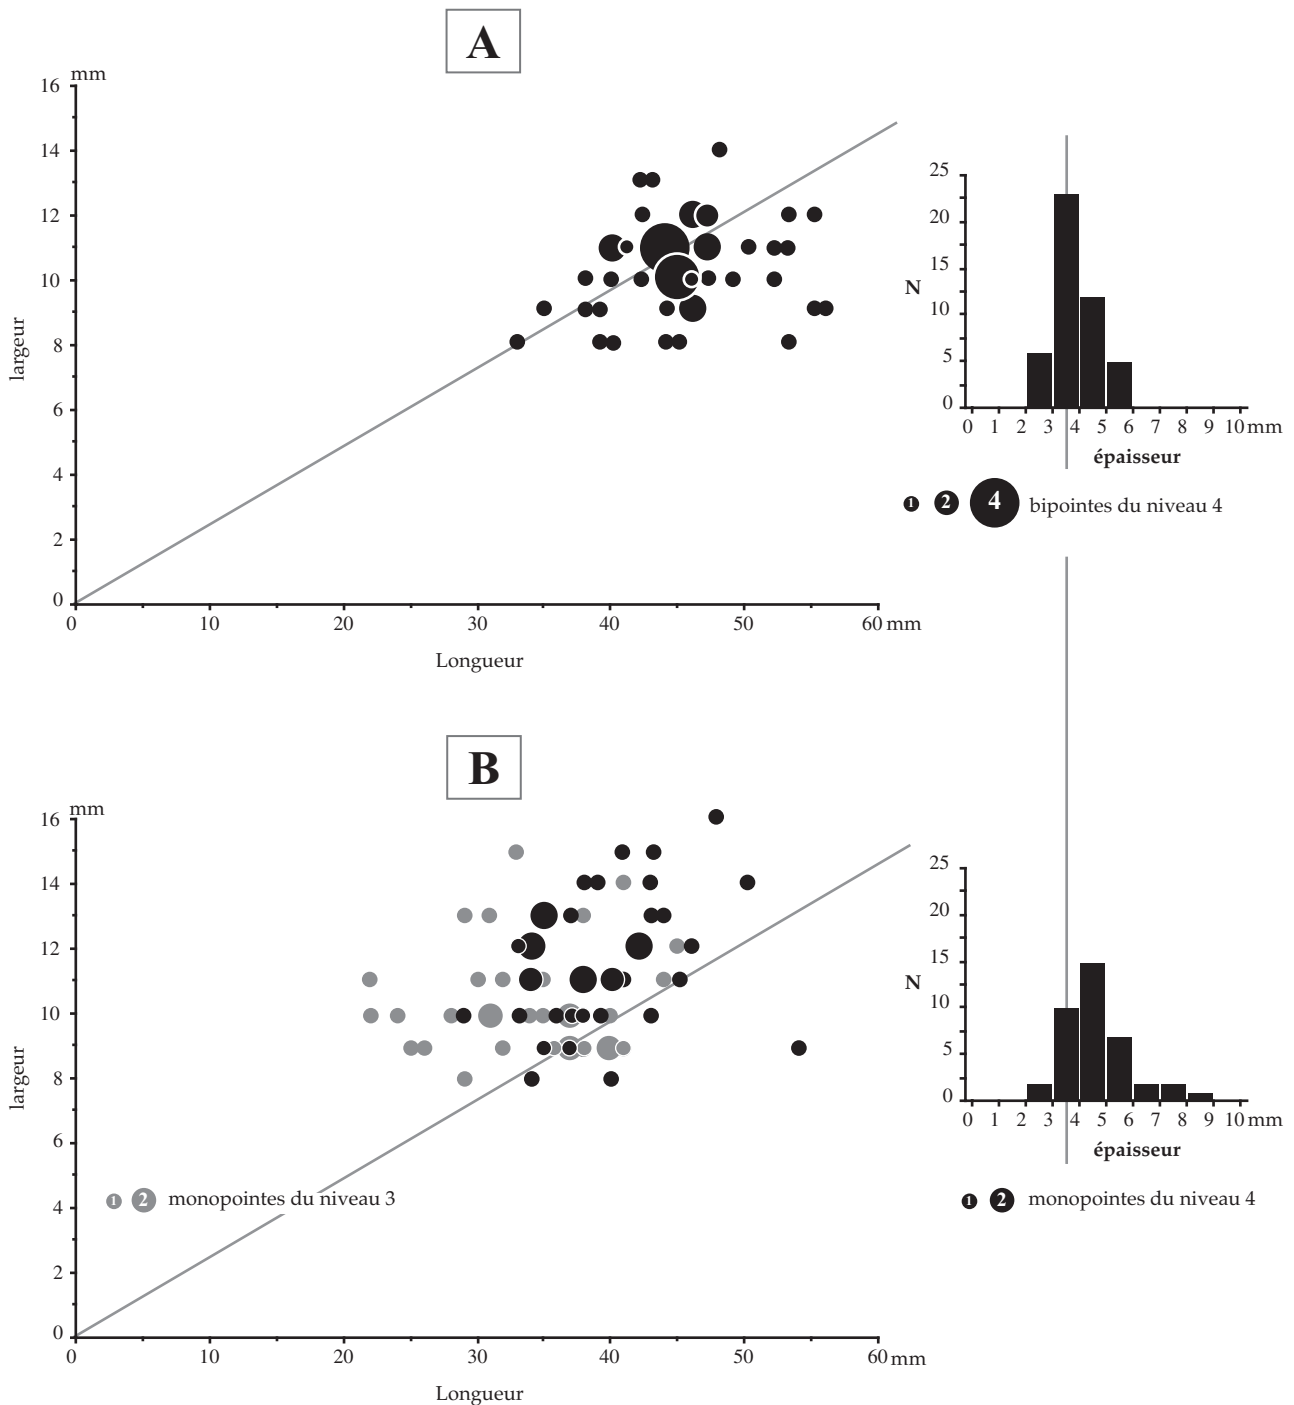 A
mm
16
14
12
10
8
6
4
2
0
largeur
0 10 20 30 40 50 60 mm
Longueur
25
20
15
10
5
0
N
0 1 2 3 4 5 6 7 8 9 10 mm
épaisseur
1 2 4 bipointes du niveau 4
B
mm
16
14
12
10
8
6
4
2
0
largeur
1 2 monopointes du niveau 3
0 10 20 30 40 50 60 mm
Longueur
25
20
15
10
5
0
N
0 1 2 3 4 5 6 7 8 9 10 mm
épaisseur
1 2 monopointes du niveau 4